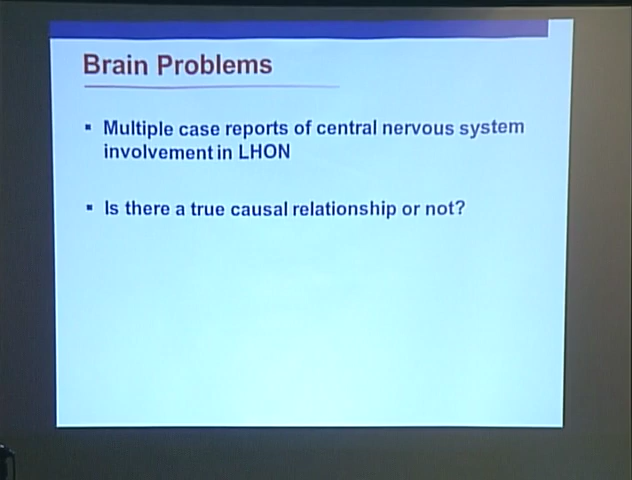 Brain Problems
▪ Multiple case reports of central nervous system
involvement in LHON
▪ Is there a true causal relationship or not?